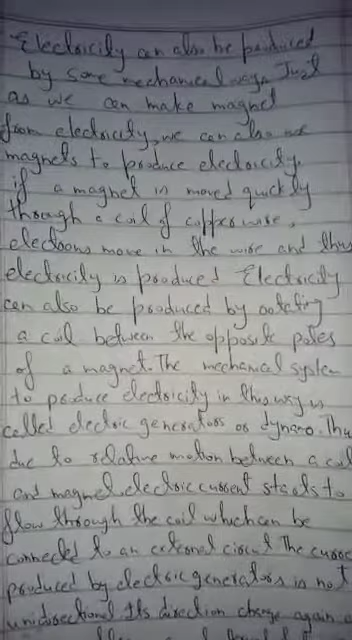 Electricity can also be produced
by some mechanical ways. Just
as we can make magnet
from electricity, we can also use
magnets to produce electricity.
if a magnet is moved quickly
through a coil of copper wire,
electrons move in the wire and thus
electricity is produced Electricity
can also be produced by rotating
a coil between the opposite poles
of a magnet. The mechanical system
to produce electricity in this way is
called electric generators or dynamo. Thu
due to relative motion between a coil
and magnet, electric current starts to
flow through the coil which can be
connected to an external circuit The curre
produced by electric generators is not
unidirectional Its direction change again a